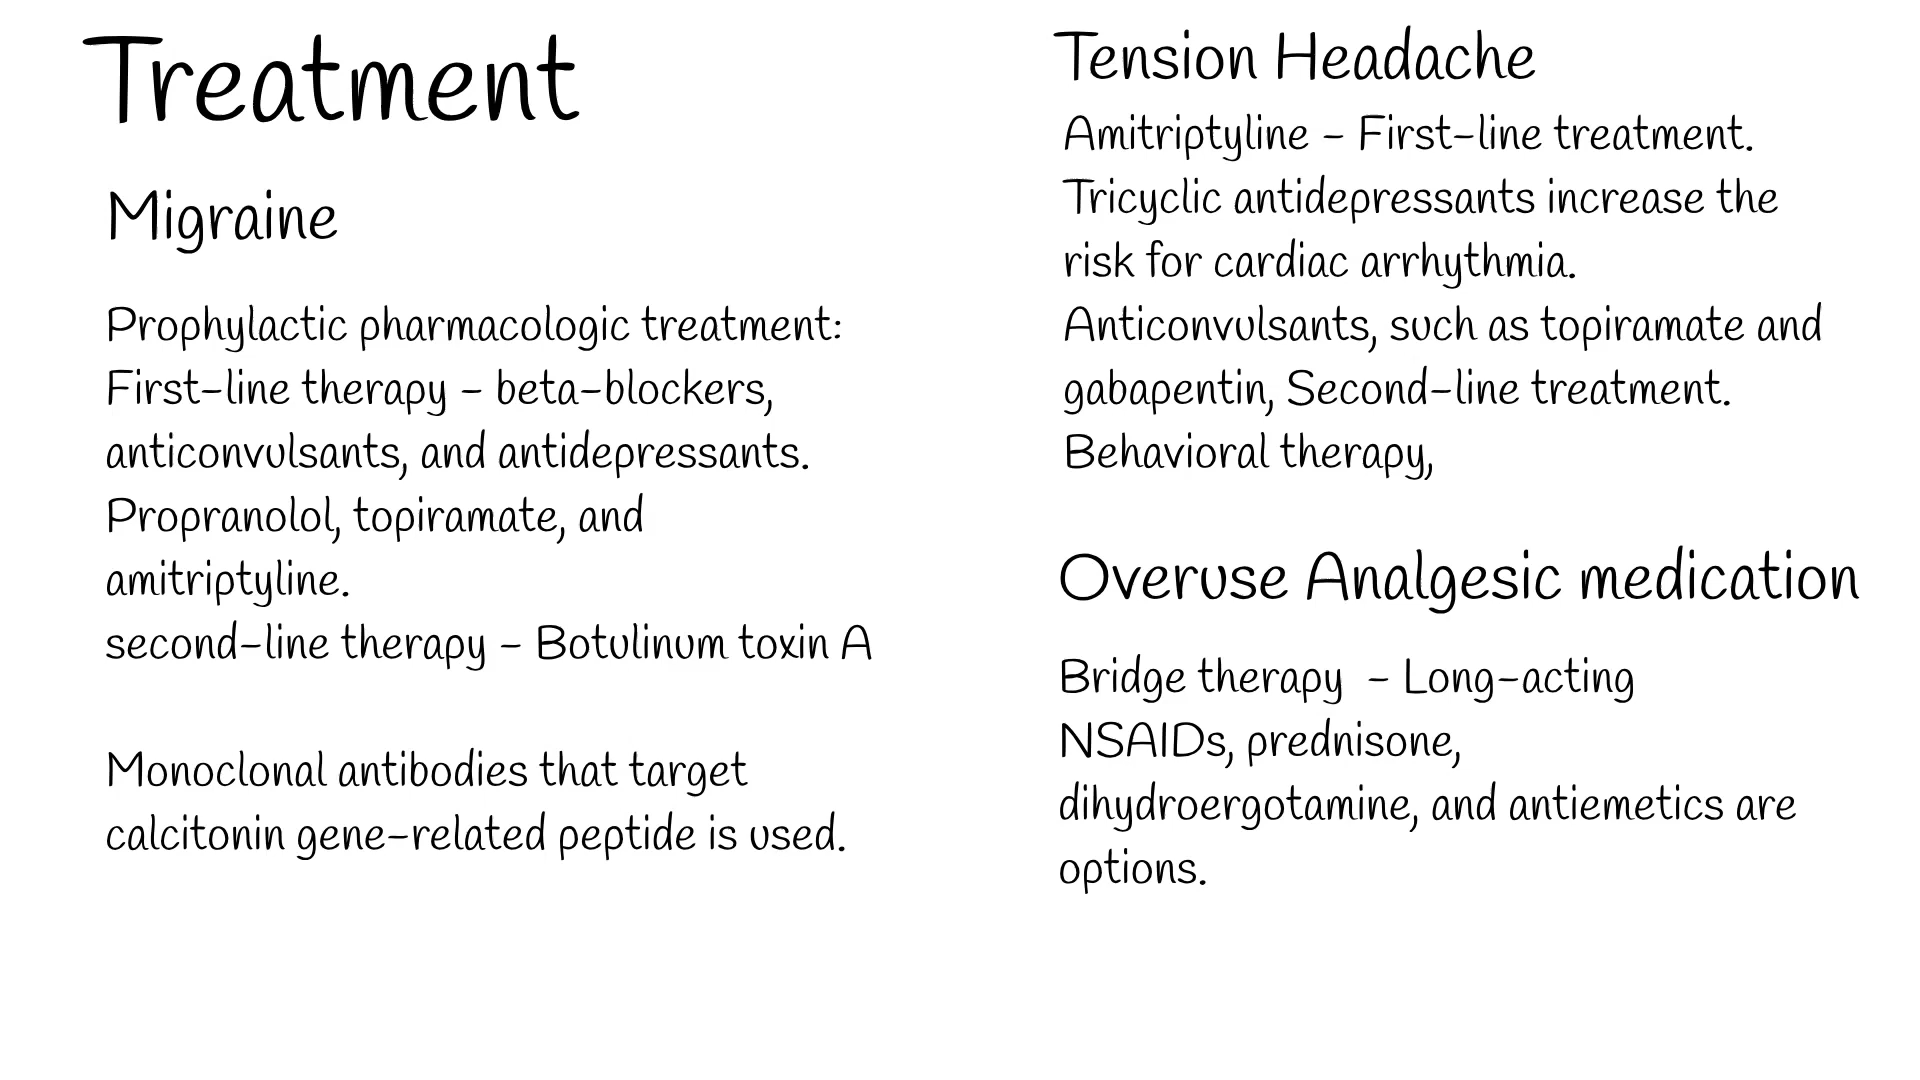 Treatment
Migraine
Prophylactic pharmacologic treatment:
First-line therapy - beta-blockers,
anticonvulsants, and antidepressants.
Propranolol, topiramate, and
amitriptyline.
second-line therapy - Botulinum toxin A
Monoclonal antibodies that target
calcitonin gene-related peptide is used.
Tension Headache
Amitriptyline - First-line treatment.
Tricyclic antidepressants increase the
risk for cardiac arrhythmia.
Anticonvulsants, such as topiramate and
gabapentin, Second-line treatment.
Behavioral therapy,
Overuse Analgesic medication
Bridge therapy  - Long-acting
NSAIDs, prednisone,
dihydroergotamine, and antiemetics are
options.